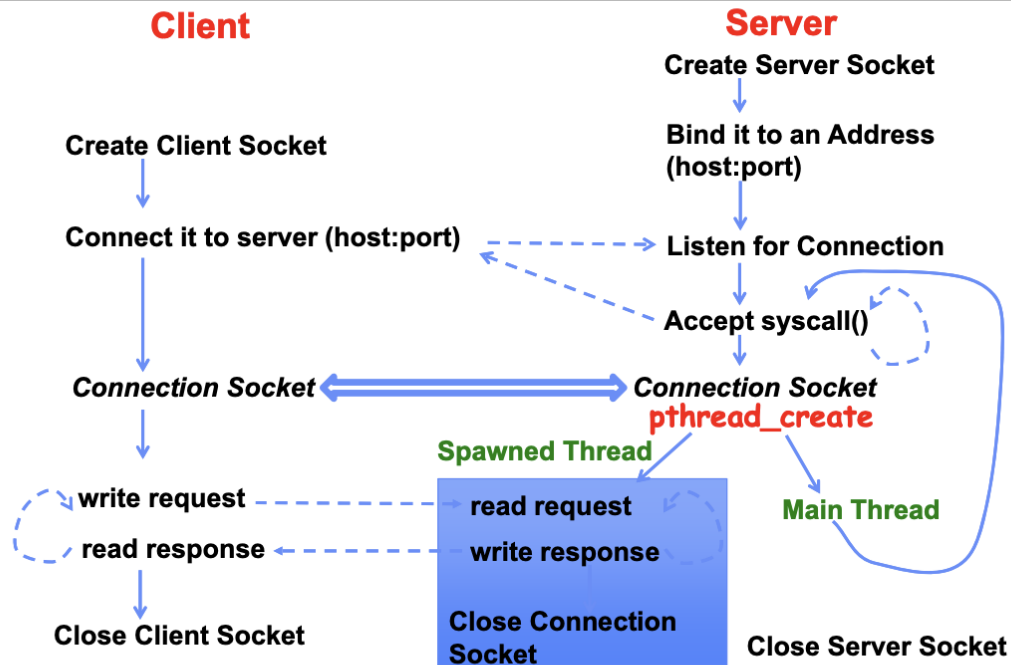 Client
Server
Create Server Socket
Create Client Socket
Bind it to an Address
(host:port)
Connect it to server (host:port)
Listen for Connection
Accept syscall()
Connection Socket
Connection Socket
pthread_create
Spawned Thread
write request
read request
Main Thread
read response
write response
Close Client Socket
Close Connection
Socket
Close Server Socket